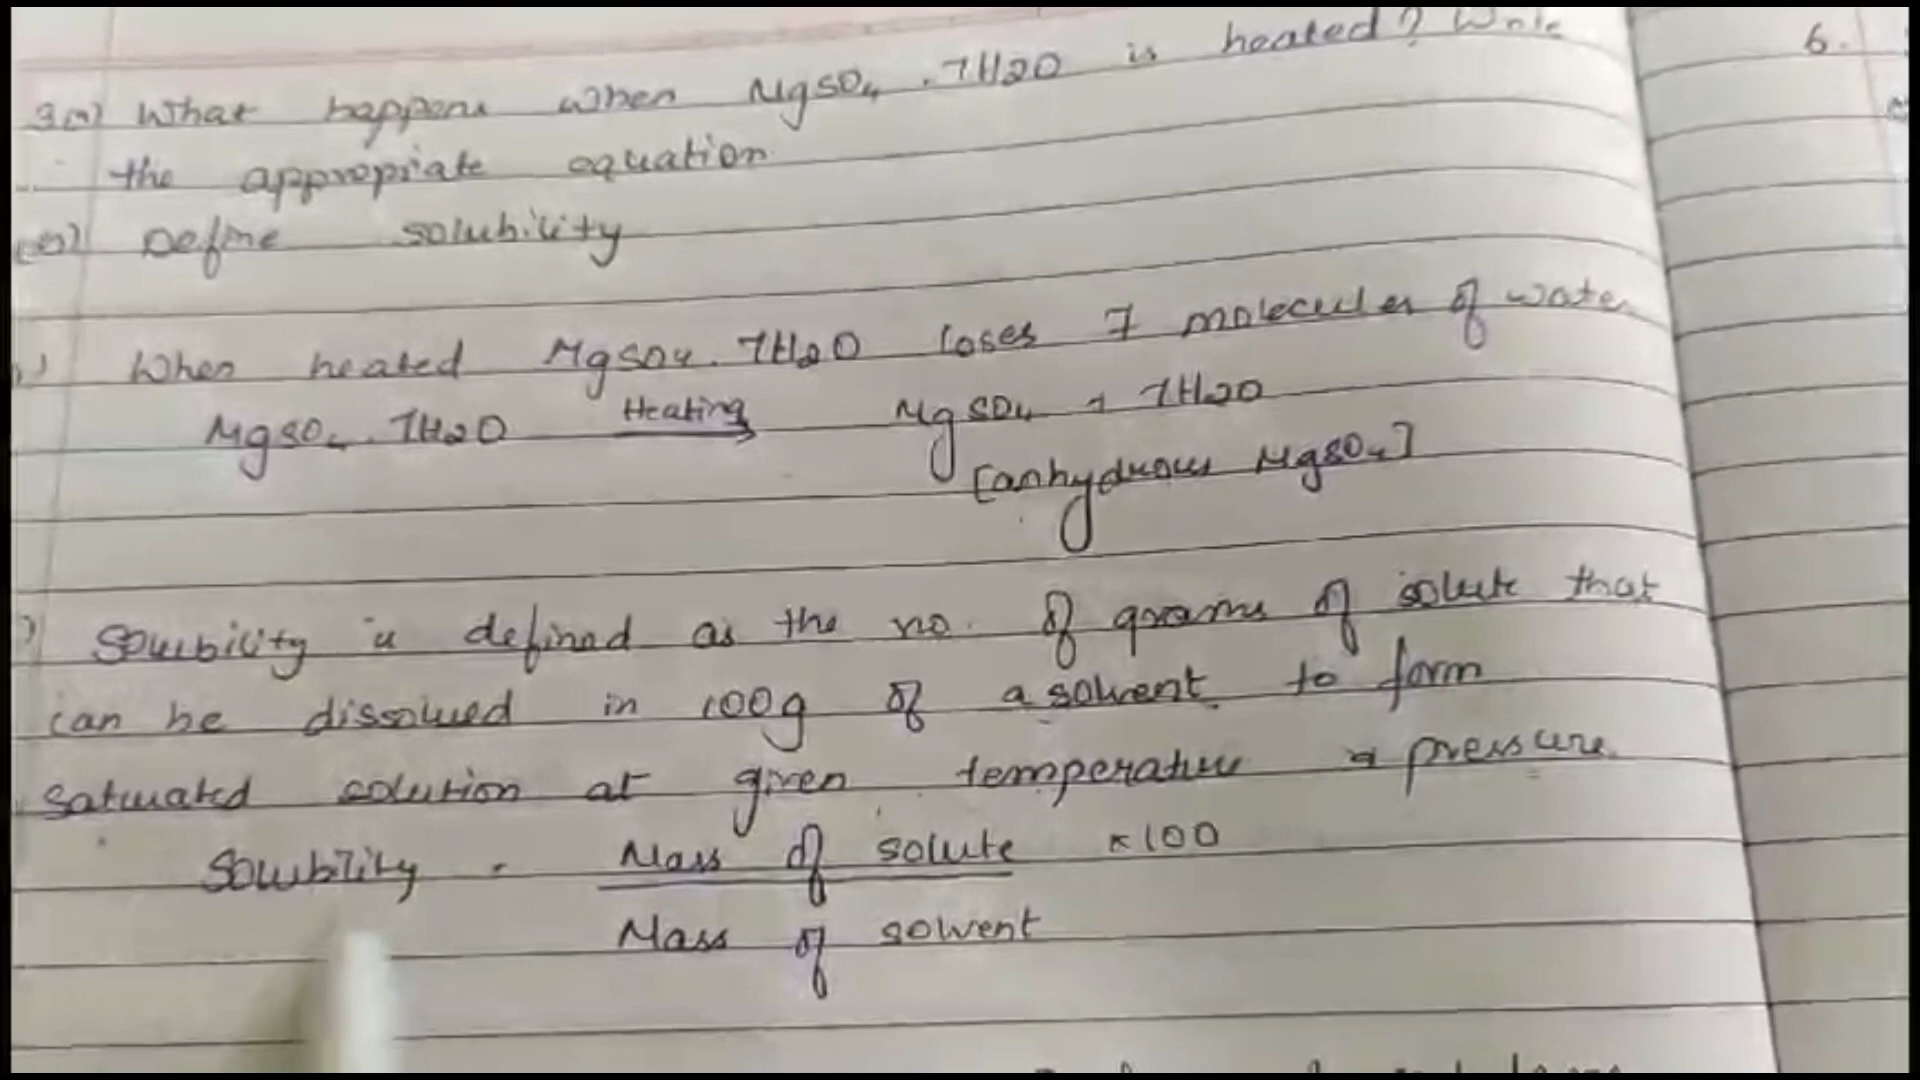 3a) What happens when MgSO4 . 7H2O is heated? Write
the appropriate equation
(b) Define solubility
When heated MgSO4 . 7H2O loses 7 molecules of water
MgSO4 . 7H2O Heating → MgSO4 + 7H2O
[anhydrous MgSO4]
Solubility is defined as the no. of grams of solute that
can be dissolved in 100g of a solvent to form
saturated solution at given temperature & pressure
Solubility = Mass of solute ×100
Mass of solvent
6.